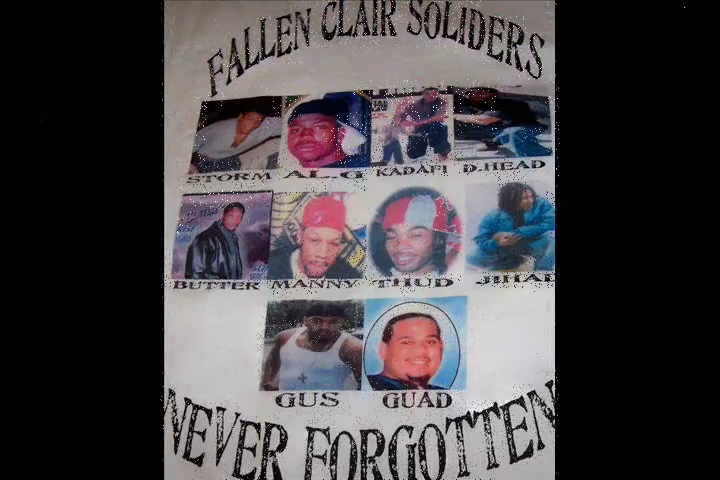 FALLEN CLAIR SOLIDERS
STORM AL.G KADAFI D.HEAD
BUTTER MANNY THUD JIHAD
GUS GUAD
NEVER FORGOTTEN